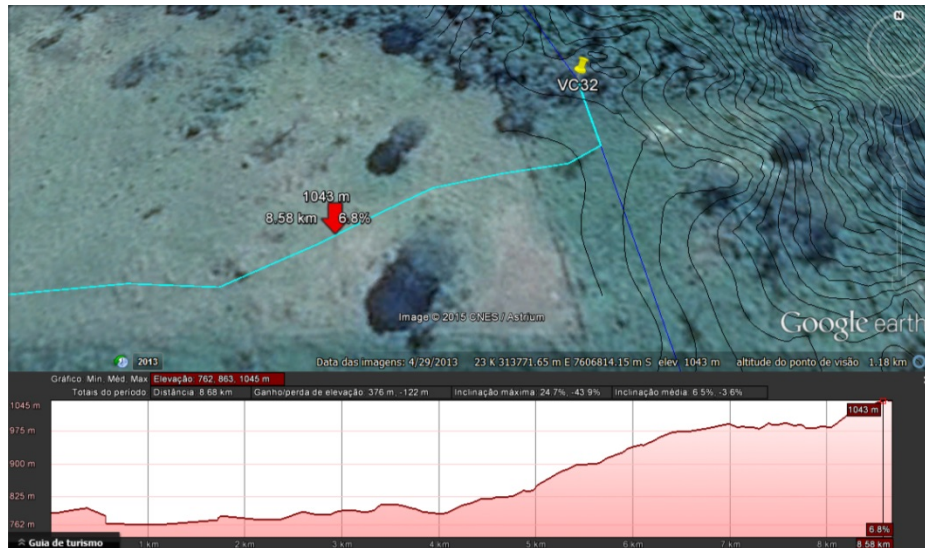 N
VC32
1043 m
8.58 km 6.8%
Image © 2015 CNES / Astrium
Google earth
2013 Data das imagens: 4/29/2013 23 K 313771.65 m E 7606814.15 m S elev 1043 m altitude do ponto de visão 1.18 km
Gráfico Min. Méd. Max Elevação: 762, 863, 1045 m
Totais do período Distância: 8.68 km Ganho/perda de elevação: 376 m, -122 m Inclinação máxima: 24.7%, -43.9% Inclinação média: 6.5%, -3.6%
1045 m
1043 m
975 m
900 m
825 m
762 m
6.8%
Guia de turismo 1 km 2 km 3 km 4 km 5 km 6 km 7 km 8 km 8.58 km